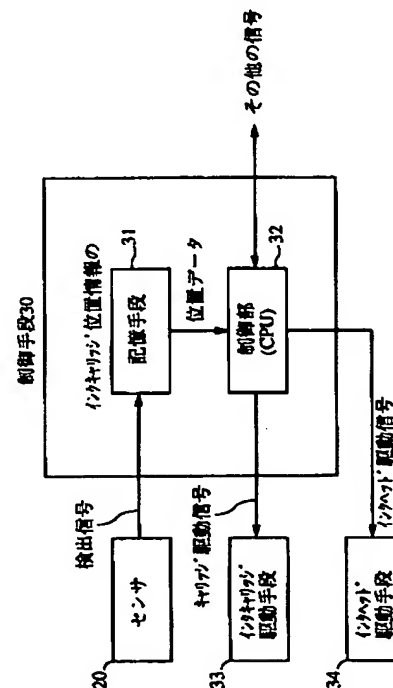 制御手段30
インクキャリッジ位置情報の
記憶手段
31
位置データ
制御部
(CPU)
32
その他の信号
検出信号
センサ
20
キャリッジ駆動信号
インクキャリッジ
駆動手段
33
インクヘッド駆動信号
インクヘッド
駆動手段
34